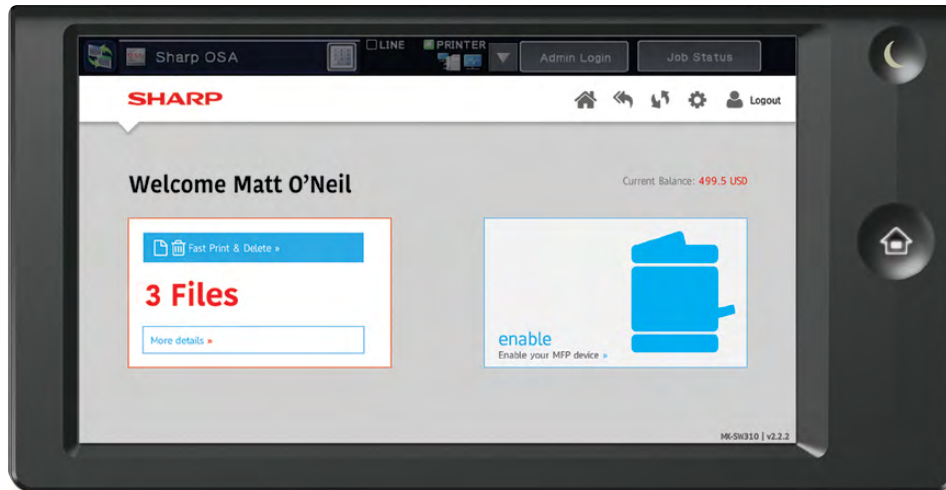 Sharp OSA
LINE
PRINTER
Admin Login
Job Status
SHARP
Logout
Welcome Matt O'Neil
Current Balance: 499.5 USD
Fast Print & Delete »
3 Files
More details »
enable
Enable your MFP device »
MX-SW310 | v2.2.2